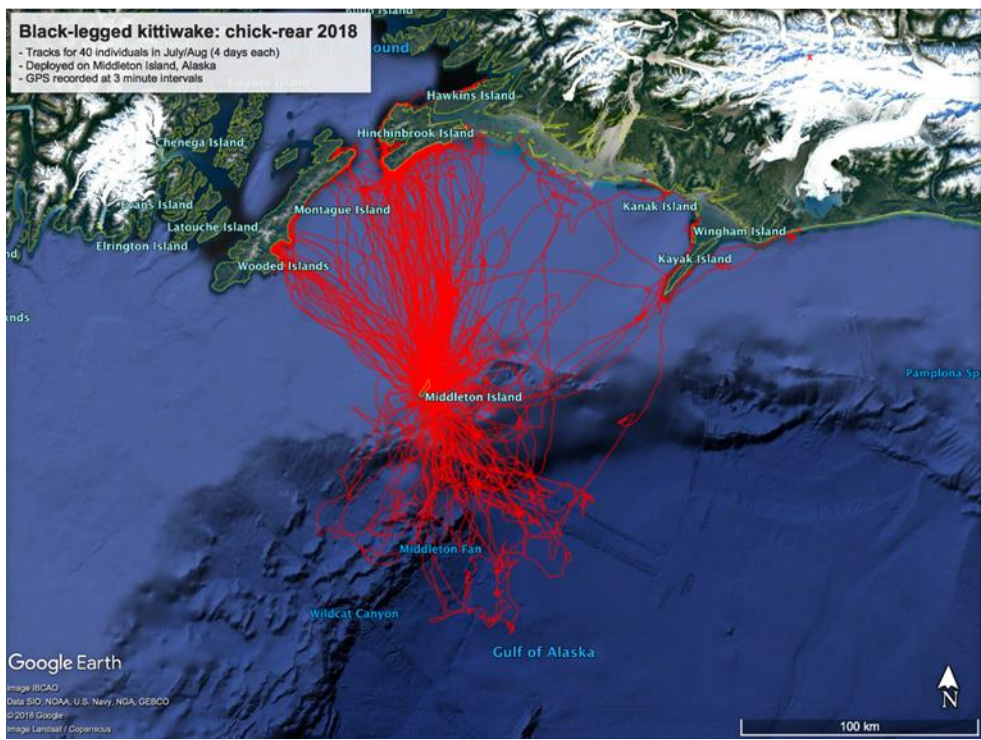 Black-legged kittiwake: chick-rear 2018
- Tracks for 40 individuals in July/Aug (4 days each)
- Deployed on Middleton Island, Alaska
- GPS recorded at 3 minute intervals
Hawkins Island
Hinchinbrook Island
Chenega Island
Evans Island
Montague Island
Kanak Island
Latouche Island
Wingham Island
Elrington Island
Kayak Island
Wooded Islands
Pamplona Sp
Middleton Island
Middleton Fan
Wildcat Canyon
Gulf of Alaska
Google Earth
Image IBCAO
Data SIO, NOAA, U.S. Navy, NGA, GEBCO
© 2018 Google
Image Landsat / Copernicus
N
100 km